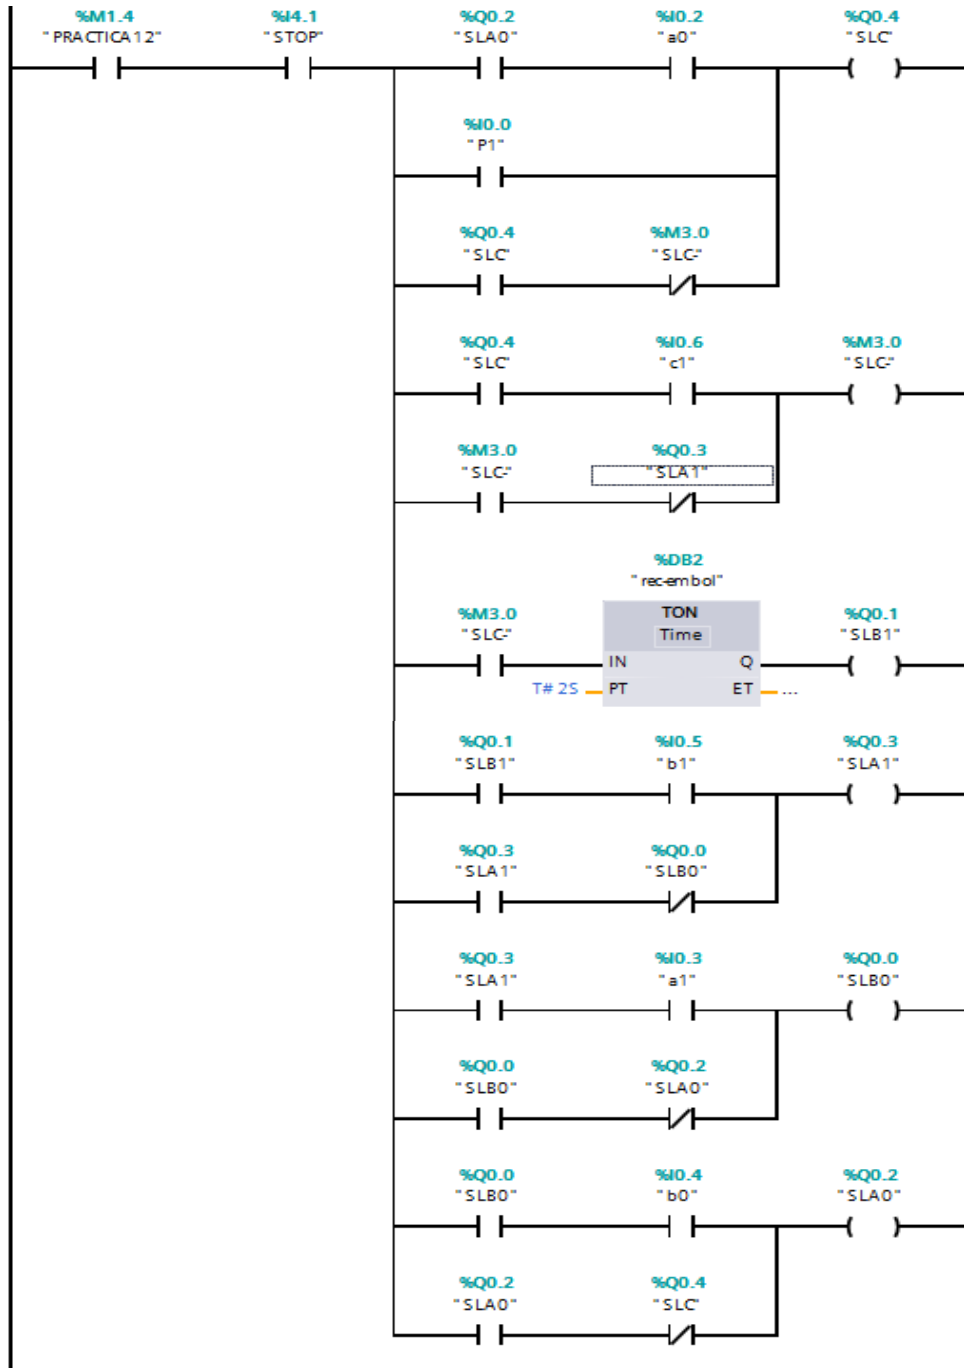 %M1.4 %I4.1 %Q0.2 %I0.2 %Q0.4
"PRACTICA12" "STOP" "SLA0" "a0" "SLC"
%I0.0
"P1"
%Q0.4 %M3.0
"SLC" "SLC-"
%Q0.4 %I0.6 %M3.0
"SLC" "c1" "SLC-"
%M3.0 %Q0.3
"SLC-" "SLA1"
%DB2
"rec-embol"
%M3.0 TON %Q0.1
"SLC-" Time "SLB1"
IN Q
T# 2S PT ET ...
%Q0.1 %I0.5 %Q0.3
"SLB1" "b1" "SLA1"
%Q0.3 %Q0.0
"SLA1" "SLB0"
%Q0.3 %I0.3 %Q0.0
"SLA1" "a1" "SLB0"
%Q0.0 %Q0.2
"SLB0" "SLA0"
%Q0.0 %I0.4 %Q0.2
"SLB0" "b0" "SLA0"
%Q0.2 %Q0.4
"SLA0" "SLC"